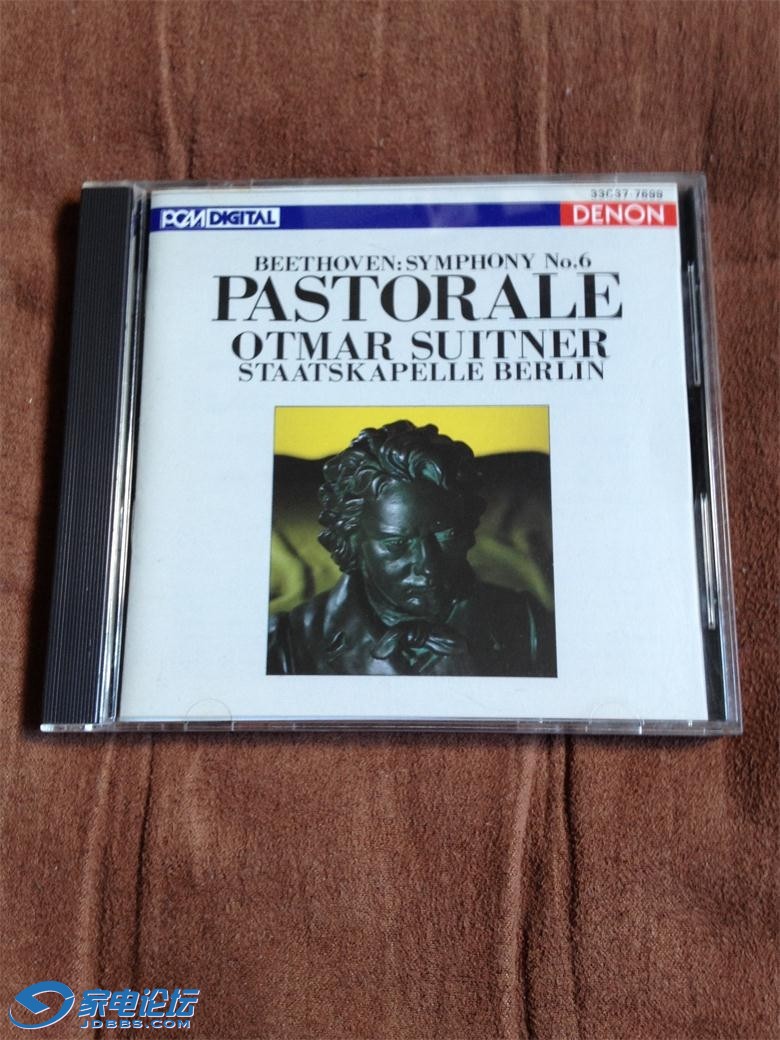 33C37-7699
PCM DIGITAL
DENON
BEETHOVEN: SYMPHONY No.6
PASTORALE
OTMAR SUITNER
STAATSKAPELLE BERLIN
家电论坛
JDBBS.COM